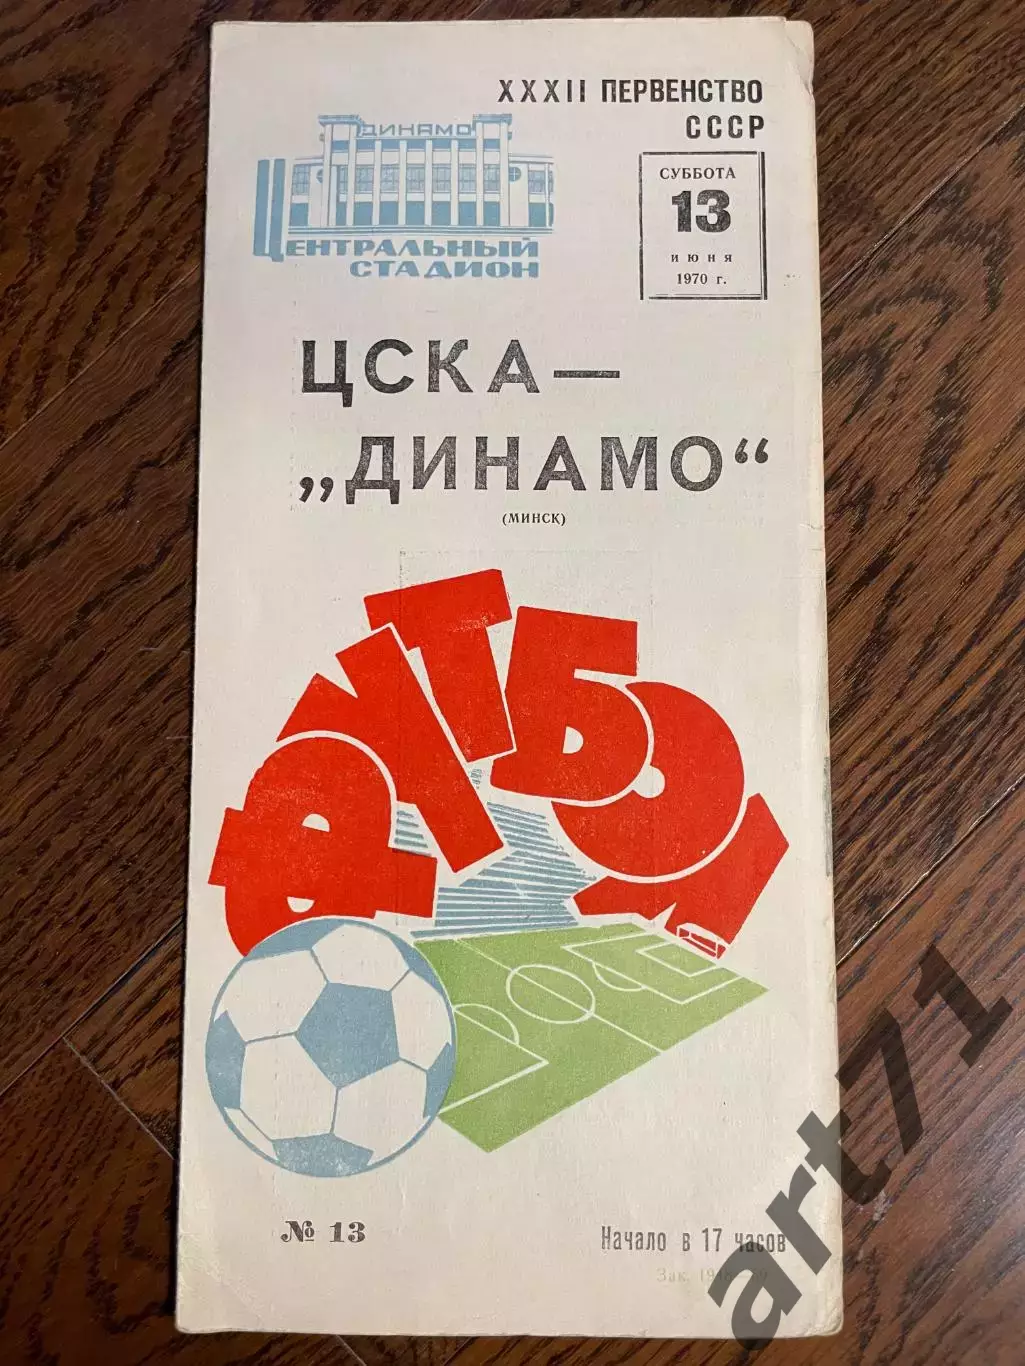 XXXII ПЕРВЕНСТВО
СССР
ДИНАМО
ЦЕНТРАЛЬНЫЙ
СТАДИОН
СУББОТА
13
июня
1970 г.
ЦСКА—
„ДИНАМО“
(МИНСК)
ФУТБОЛ
№ 13
Начало в 17 часов
Зак.
art71